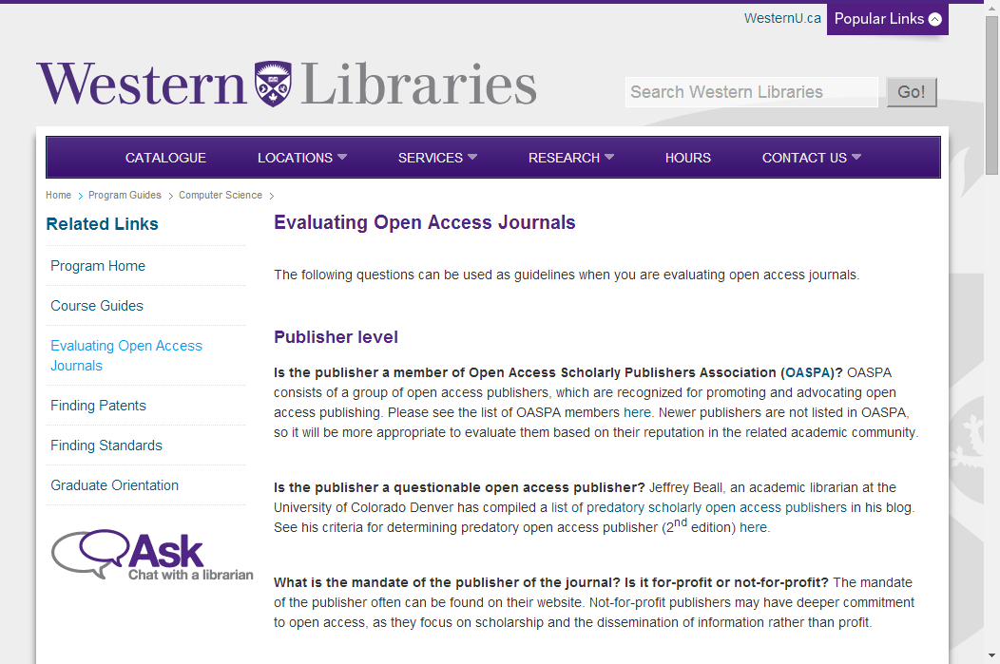 WesternU.ca Popular Links
Western Libraries
Search Western Libraries Go!
CATALOGUE LOCATIONS SERVICES RESEARCH HOURS CONTACT US
Home Program Guides Computer Science
Related Links
Program Home
Course Guides
Evaluating Open Access
Journals
Finding Patents
Finding Standards
Graduate Orientation
Ask
Chat with a librarian
Evaluating Open Access Journals
The following questions can be used as guidelines when you are evaluating open access journals.
Publisher level
Is the publisher a member of Open Access Scholarly Publishers Association (OASPA)? OASPA
consists of a group of open access publishers, which are recognized for promoting and advocating open
access publishing. Please see the list of OASPA members here. Newer publishers are not listed in OASPA,
so it will be more appropriate to evaluate them based on their reputation in the related academic community.
Is the publisher a questionable open access publisher? Jeffrey Beall, an academic librarian at the
University of Colorado Denver has compiled a list of predatory scholarly open access publishers in his blog.
See his criteria for determining predatory open access publisher (2nd edition) here.
What is the mandate of the publisher of the journal? Is it for-profit or not-for-profit? The mandate
of the publisher often can be found on their website. Not-for-profit publishers may have deeper commitment
to open access, as they focus on scholarship and the dissemination of information rather than profit.